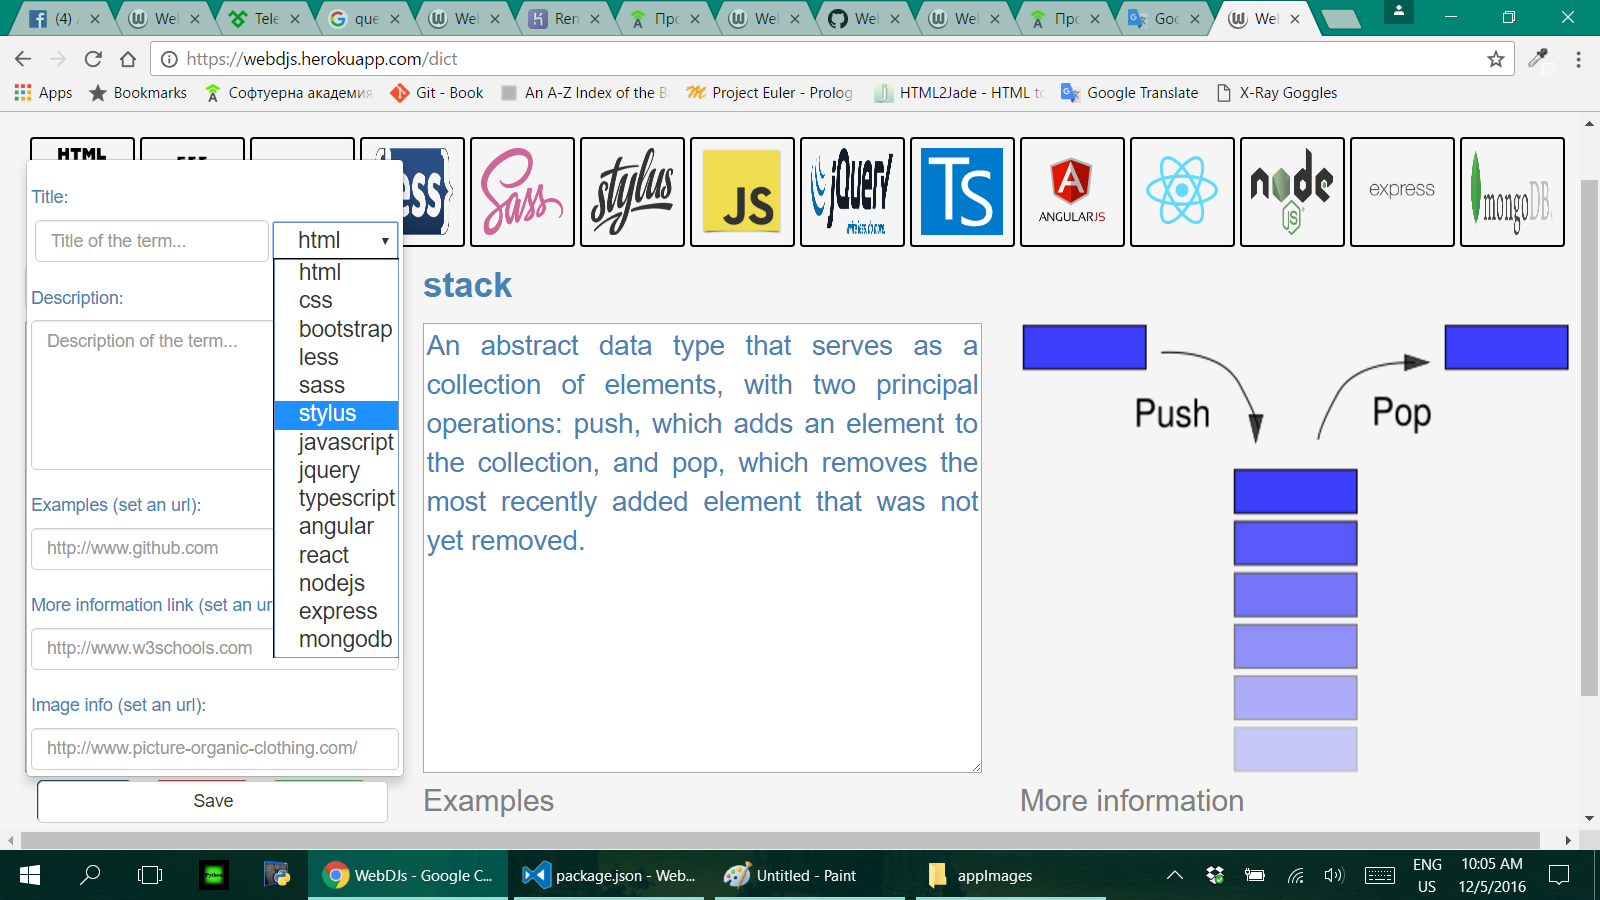 (4)
Wel
Tele
que
Wel
Ren
Про
Wel
Wel
Wel
Про
Goo
Wel
https://webdjs.herokuapp.com/dict
Apps
Bookmarks
Софтуерна академия
Git - Book
An A-Z Index of the B
Project Euler - Prolog
HTML2Jade - HTML to
Google Translate
X-Ray Goggles
HTML
ess
Sass
stylus
JS
jQuery
TS
ANGULARJS
node
JS
express
mongoDB
Title:
Title of the term...
html
html
css
bootstrap
less
sass
stylus
javascript
jquery
typescript
angular
react
nodejs
express
mongodb
Description:
Description of the term...
Examples (set an url):
http://www.github.com
More information link (set an ur
http://www.w3schools.com
Image info (set an url):
http://www.picture-organic-clothing.com/
Save
stack
An abstract data type that serves as a
collection of elements, with two principal
operations: push, which adds an element to
the collection, and pop, which removes the
most recently added element that was not
yet removed.
Push
Pop
Examples
More information
Python
WebDJs - Google C...
package.json - Web...
Untitled - Paint
appImages
ENG
US
10:05 AM
12/5/2016